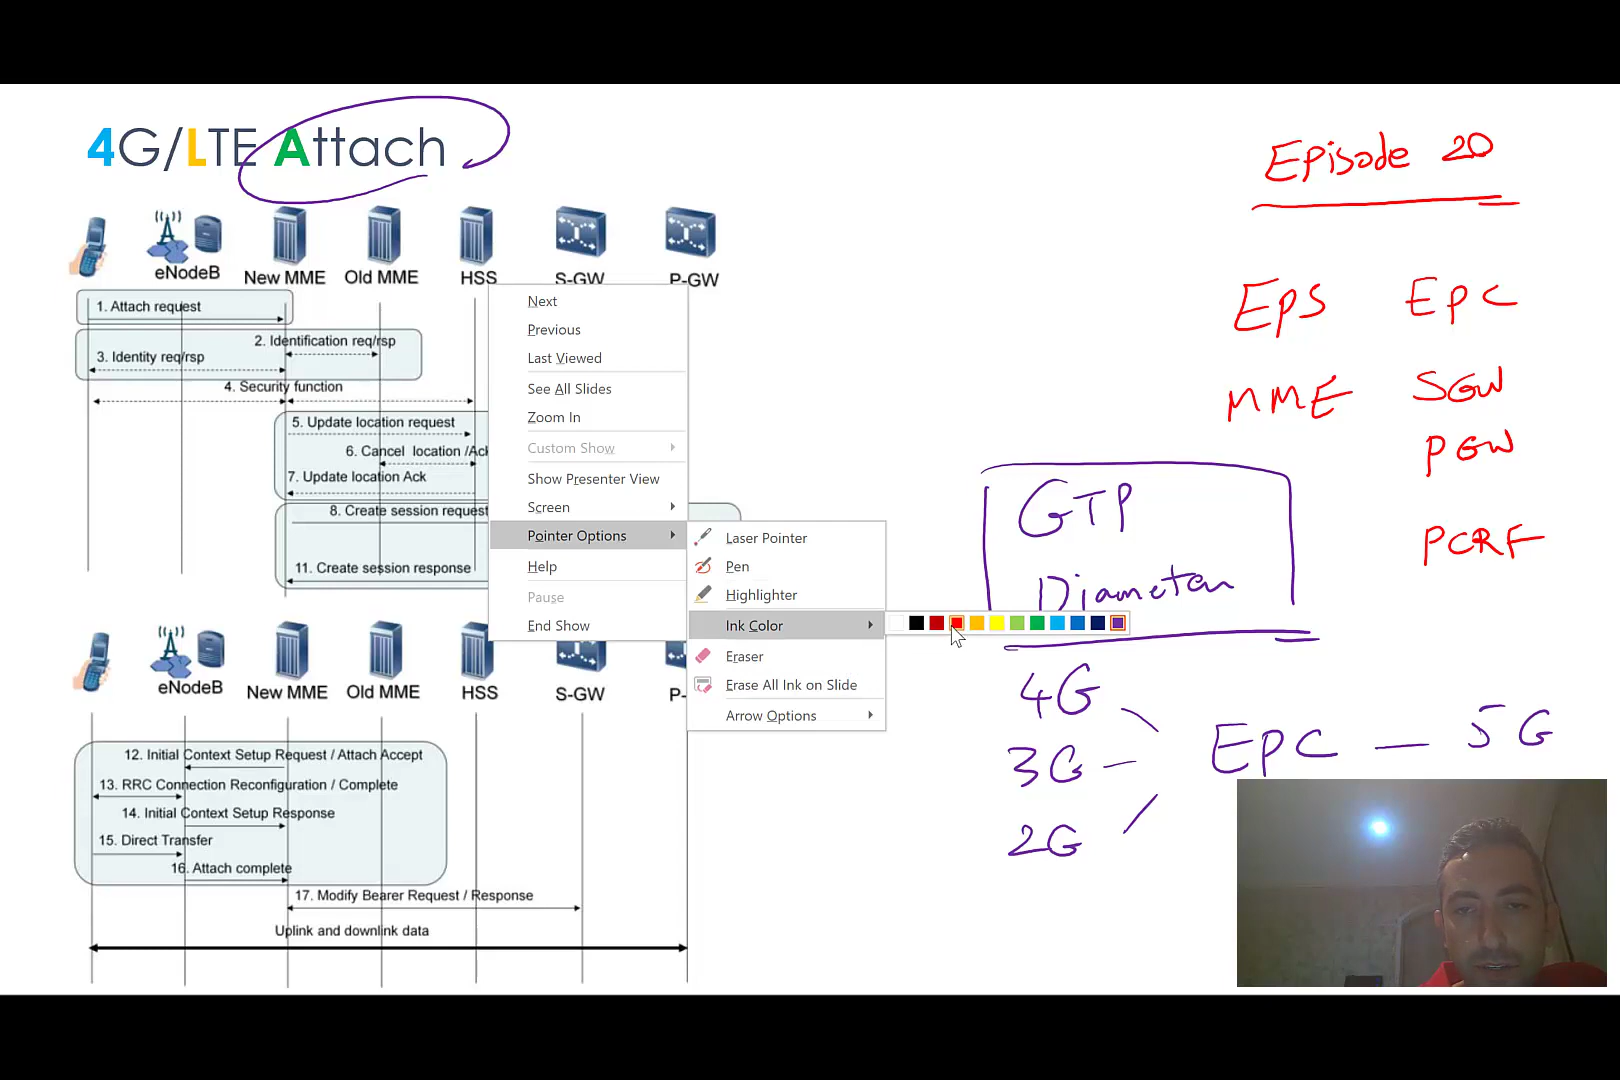 4G/LTE Attach
Episode 20
eNodeB
New MME
Old MME
HSS
S-GW
P-GW
1. Attach request
2. Identification req/rsp
3. Identity req/rsp
4. Security function
5. Update location request
6. Cancel location /Ack
7. Update location Ack
8. Create session request
11. Create session response
Next
Previous
Last Viewed
See All Slides
Zoom In
Custom Show
Show Presenter View
Screen
Pointer Options
Help
Pause
End Show
Laser Pointer
Pen
Highlighter
Ink Color
Eraser
Erase All Ink on Slide
Arrow Options
EPS EPC
MME SGW
PGW
PCRF
GTP
Diameter
4G
3G
2G
EPC — 5G
eNodeB
New MME
Old MME
HSS
S-GW
P-
12. Initial Context Setup Request / Attach Accept
13. RRC Connection Reconfiguration / Complete
14. Initial Context Setup Response
15. Direct Transfer
16. Attach complete
17. Modify Bearer Request / Response
Uplink and downlink data